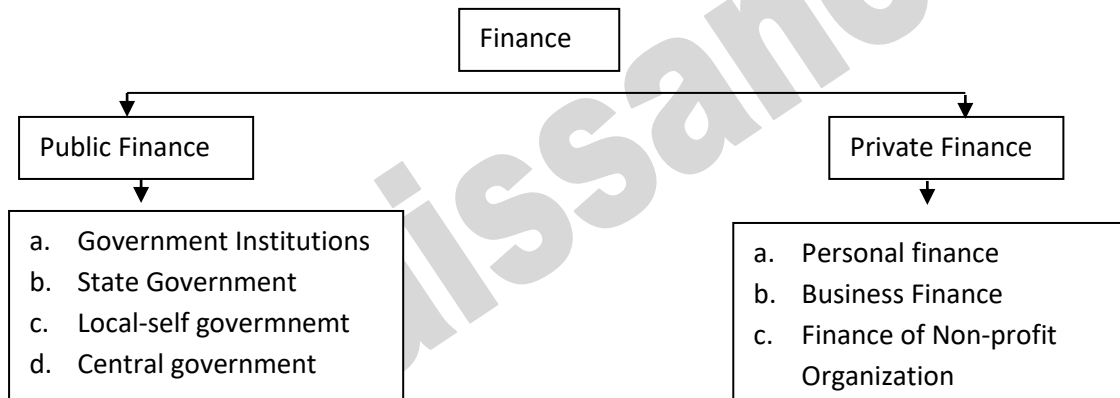 Finance
Public Finance
Private Finance
a. Government Institutions
b. State Government
c. Local-self govermnemt
d. Central government
a. Personal finance
b. Business Finance
c. Finance of Non-profit
Organization